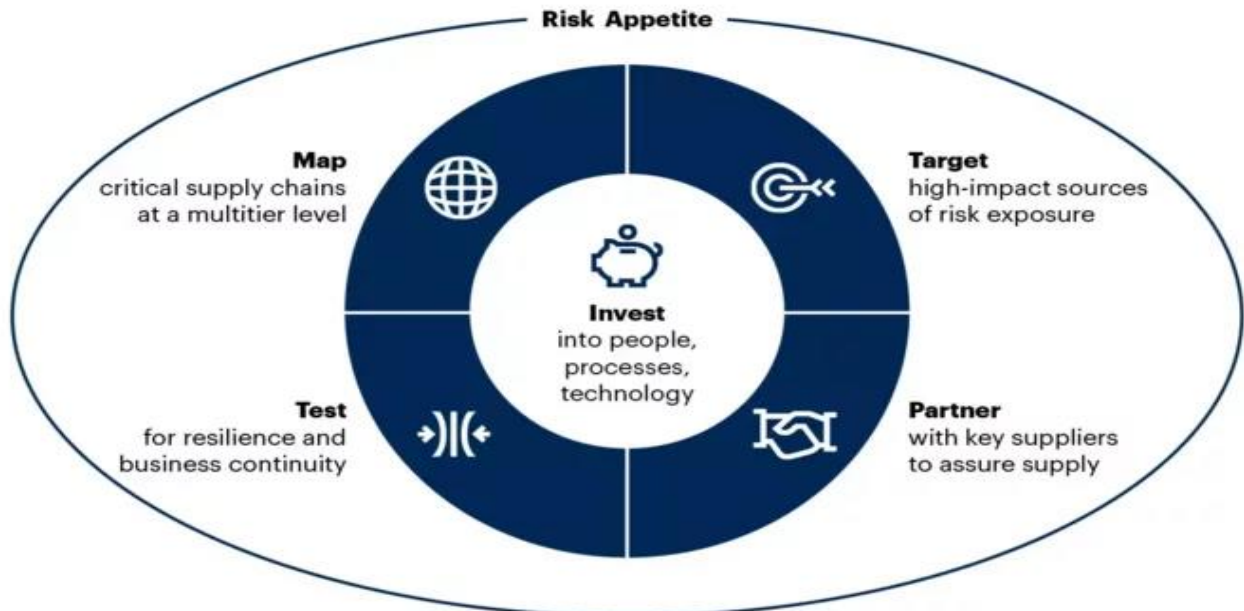 Risk Appetite
Map
critical supply chains
at a multitier level
Target
high-impact sources
of risk exposure
Invest
into people,
processes,
technology
Test
for resilience and
business continuity
Partner
with key suppliers
to assure supply